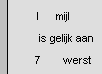 1 mijl
is gelijk aan
7 werst